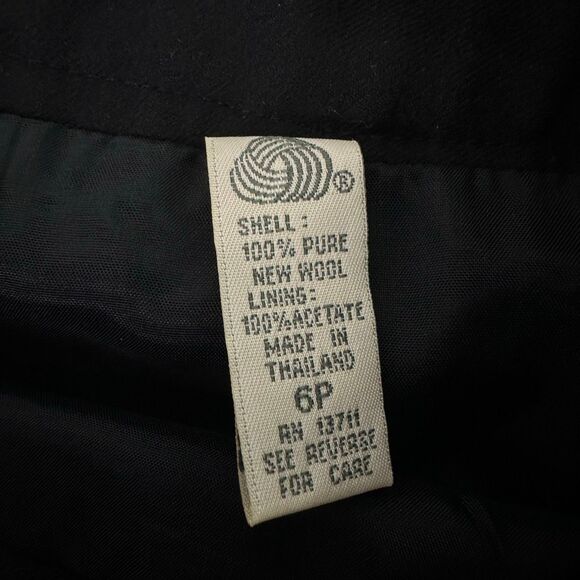 ®
SHELL:
100% PURE
NEW WOOL
LINING:
100%ACETATE
MADE IN
THAILAND
6P
RN 13711
SEE REVERSE
FOR CARE